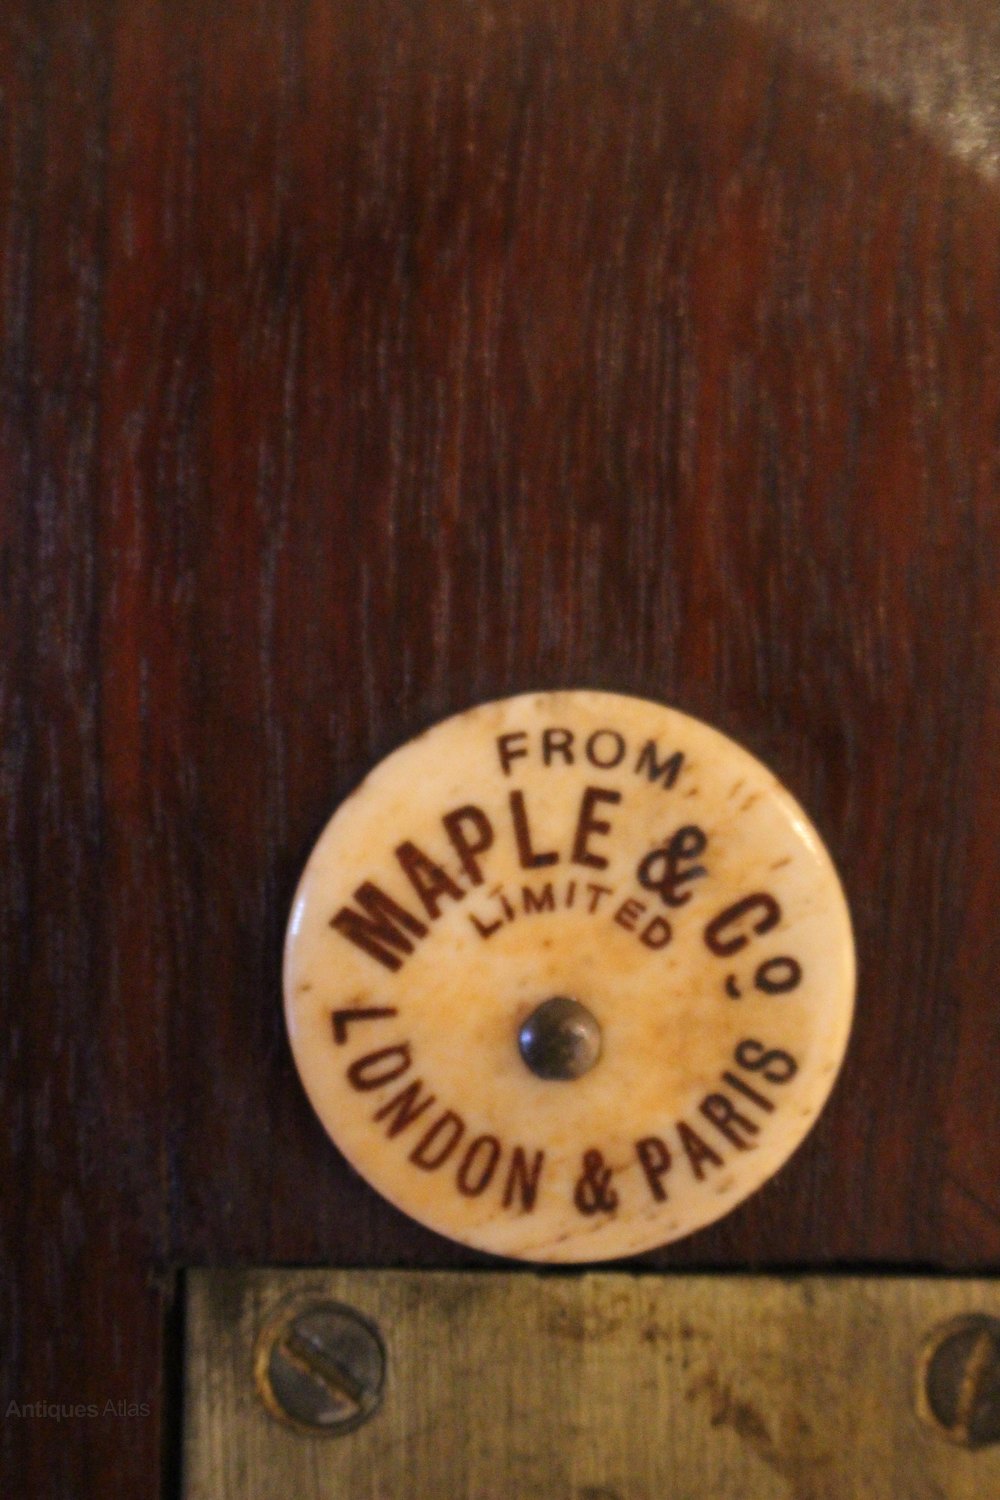 FROM
MAPLE & Co
LIMITED
LONDON & PARIS
Antiques Atlas